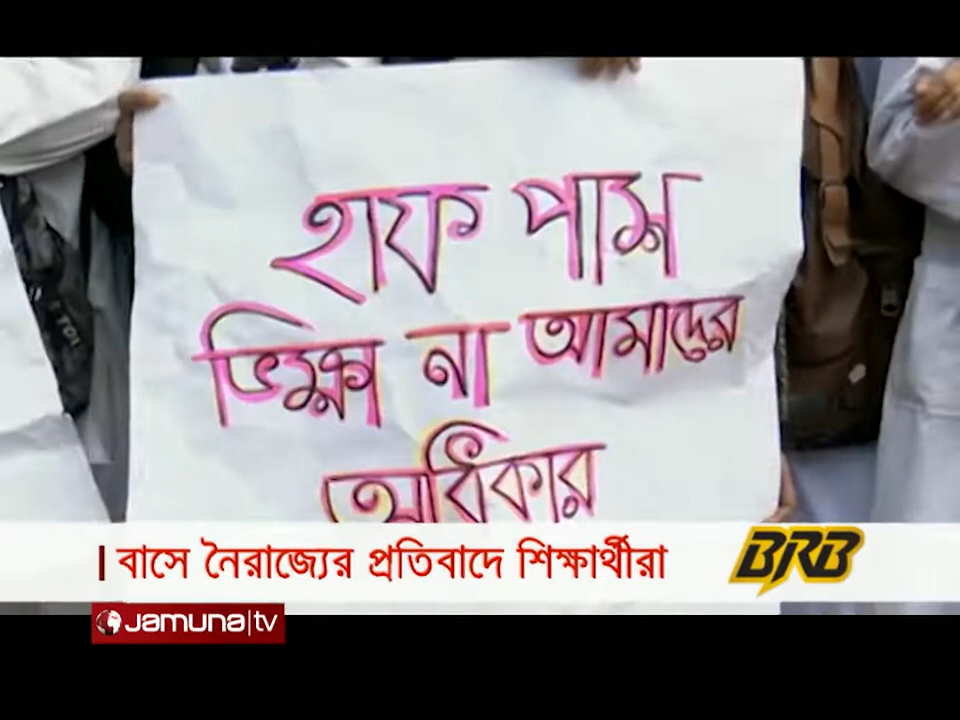 হাফ পাস
ভিক্ষা না আমাদের
অধিকার
বাসে নৈরাজ্যের প্রতিবাদে শিক্ষার্থীরা
BRB
Jamuna|tv